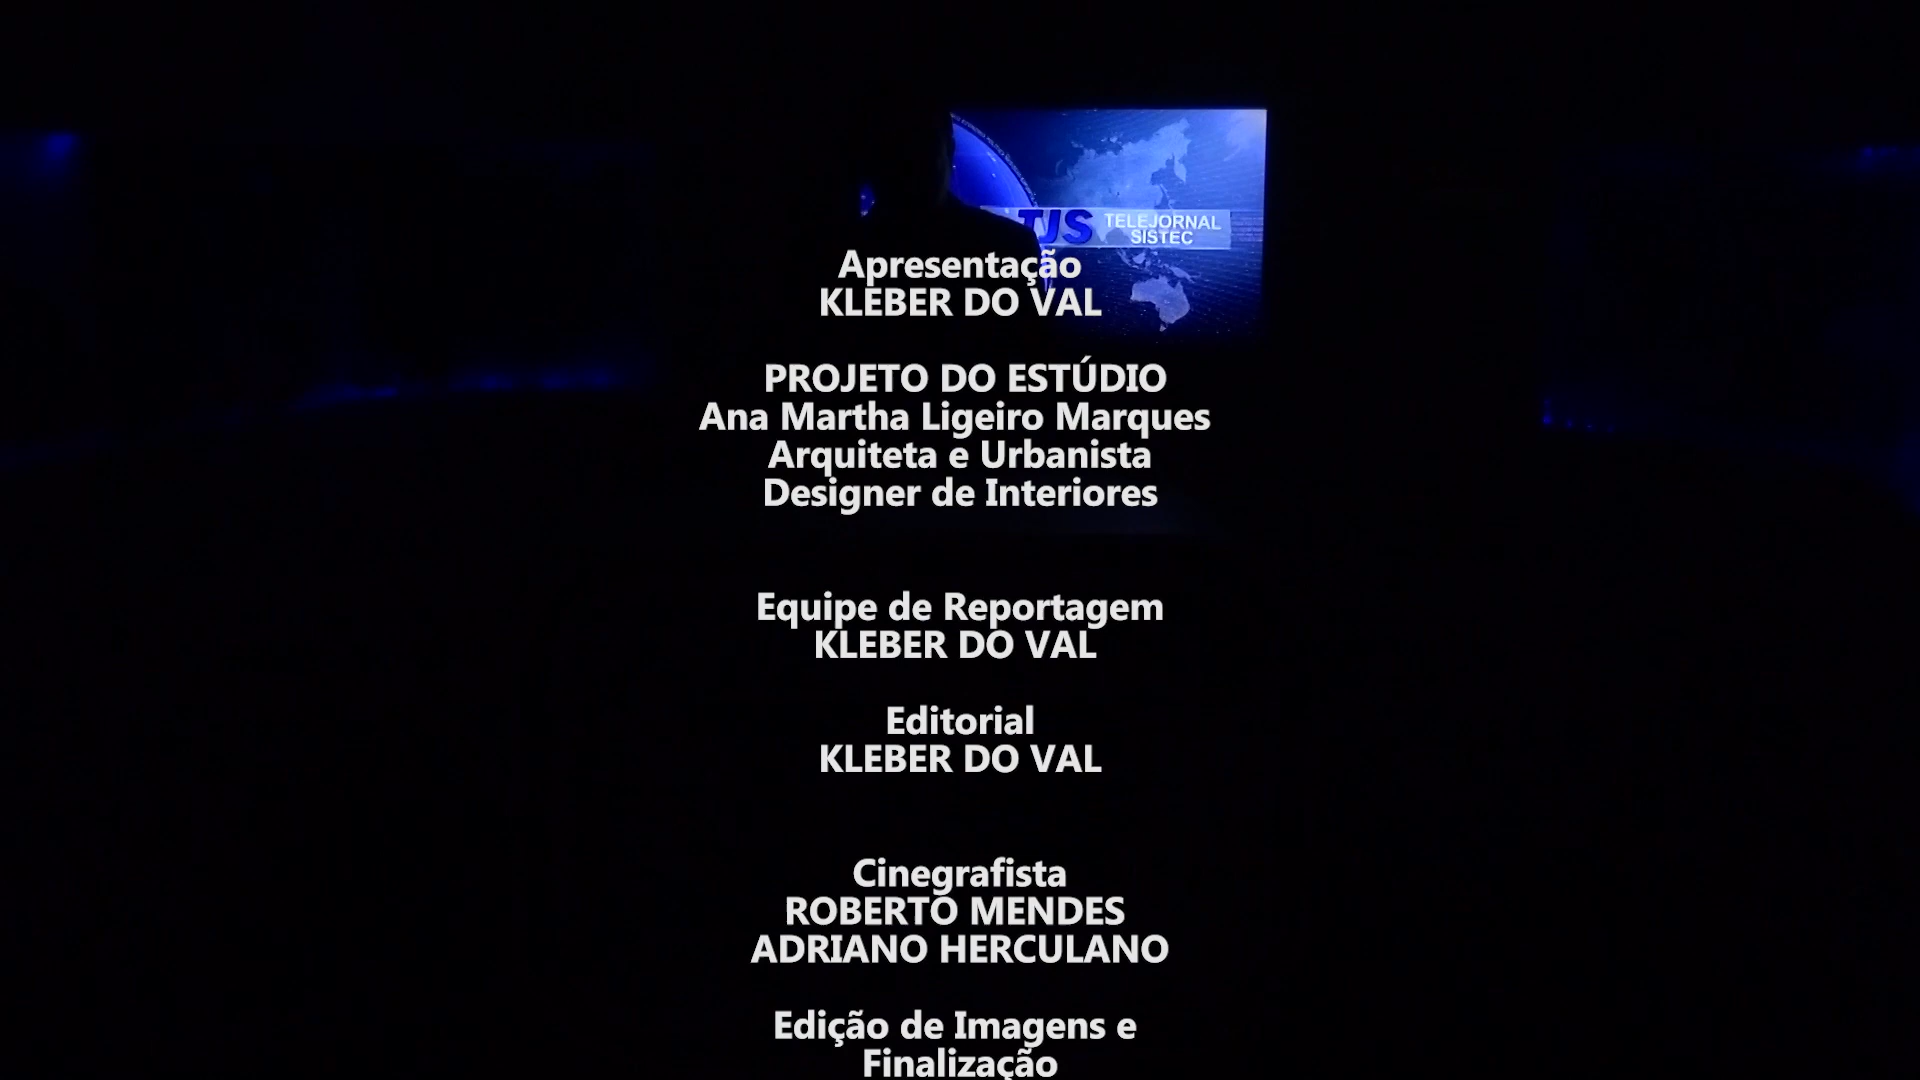 TJS TELEJORNAL
SISTEC
Apresentação
KLEBER DO VAL
PROJETO DO ESTÚDIO
Ana Martha Ligeiro Marques
Arquiteta e Urbanista
Designer de Interiores
Equipe de Reportagem
KLEBER DO VAL
Editorial
KLEBER DO VAL
Cinegrafista
ROBERTO MENDES
ADRIANO HERCULANO
Edição de Imagens e
Finalização